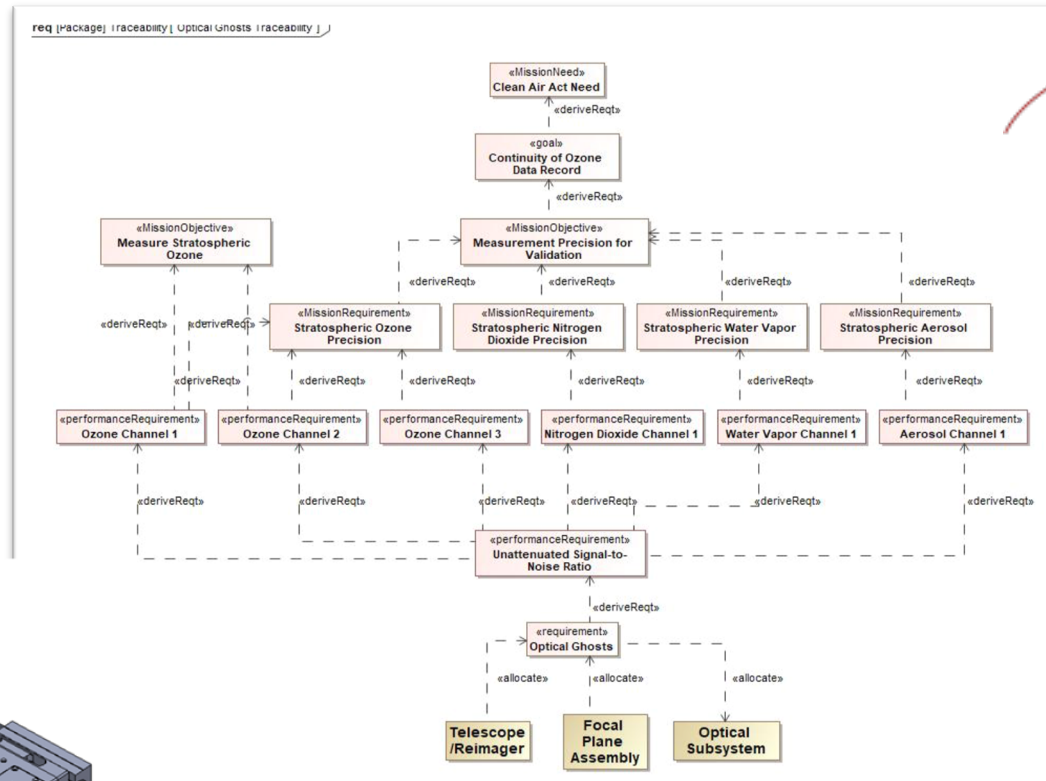 req [Package] Traceability [ Optical Ghosts Traceability ]
«MissionNeed»
Clean Air Act Need
«deriveReqt»
«goal»
Continuity of Ozone
Data Record
«deriveReqt»
«MissionObjective»
Measure Stratospheric
Ozone
«MissionObjective»
Measurement Precision for
Validation
«deriveReqt»
«deriveReqt»
«deriveReqt»
«deriveReqt»
«MissionRequirement»
Stratospheric Ozone
Precision
«MissionRequirement»
Stratospheric Nitrogen
Dioxide Precision
«MissionRequirement»
Stratospheric Water Vapor
Precision
«MissionRequirement»
Stratospheric Aerosol
Precision
«deriveReqt»
«deriveReqt»
«deriveReqt»
«deriveReqt»
«deriveReqt»
«deriveReqt»
«deriveReqt»
«deriveReqt»
«performanceRequirement»
Ozone Channel 1
«performanceRequirement»
Ozone Channel 2
«performanceRequirement»
Ozone Channel 3
«performanceRequirement»
Nitrogen Dioxide Channel 1
«performanceRequirement»
Water Vapor Channel 1
«performanceRequirement»
Aerosol Channel 1
«deriveReqt»
«deriveReqt»
«deriveReqt»
«deriveReqt»
«deriveReqt»
«deriveReqt»
«performanceRequirement»
Unattenuated Signal-to-
Noise Ratio
«deriveReqt»
«requirement»
Optical Ghosts
«allocate»
«allocate»
«allocate»
Telescope
/Reimager
Focal
Plane
Assembly
Optical
Subsystem